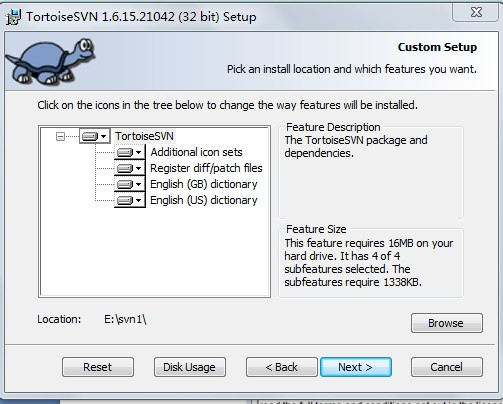 TortoiseSVN 1.6.15.21042 (32 bit) Setup
Custom Setup
Pick an install location and which features you want.
Click on the icons in the tree below to change the way features will be installed.
TortoiseSVN
Additional icon sets
Register diff/patch files
English (GB) dictionary
English (US) dictionary
Feature Description
The TortoiseSVN package and
dependencies.
Feature Size
This feature requires 16MB on your
hard drive. It has 4 of 4
subfeatures selected. The
subfeatures require 1338KB.
Location: E:\svn1\
Browse
Reset Disk Usage < Back Next > Cancel